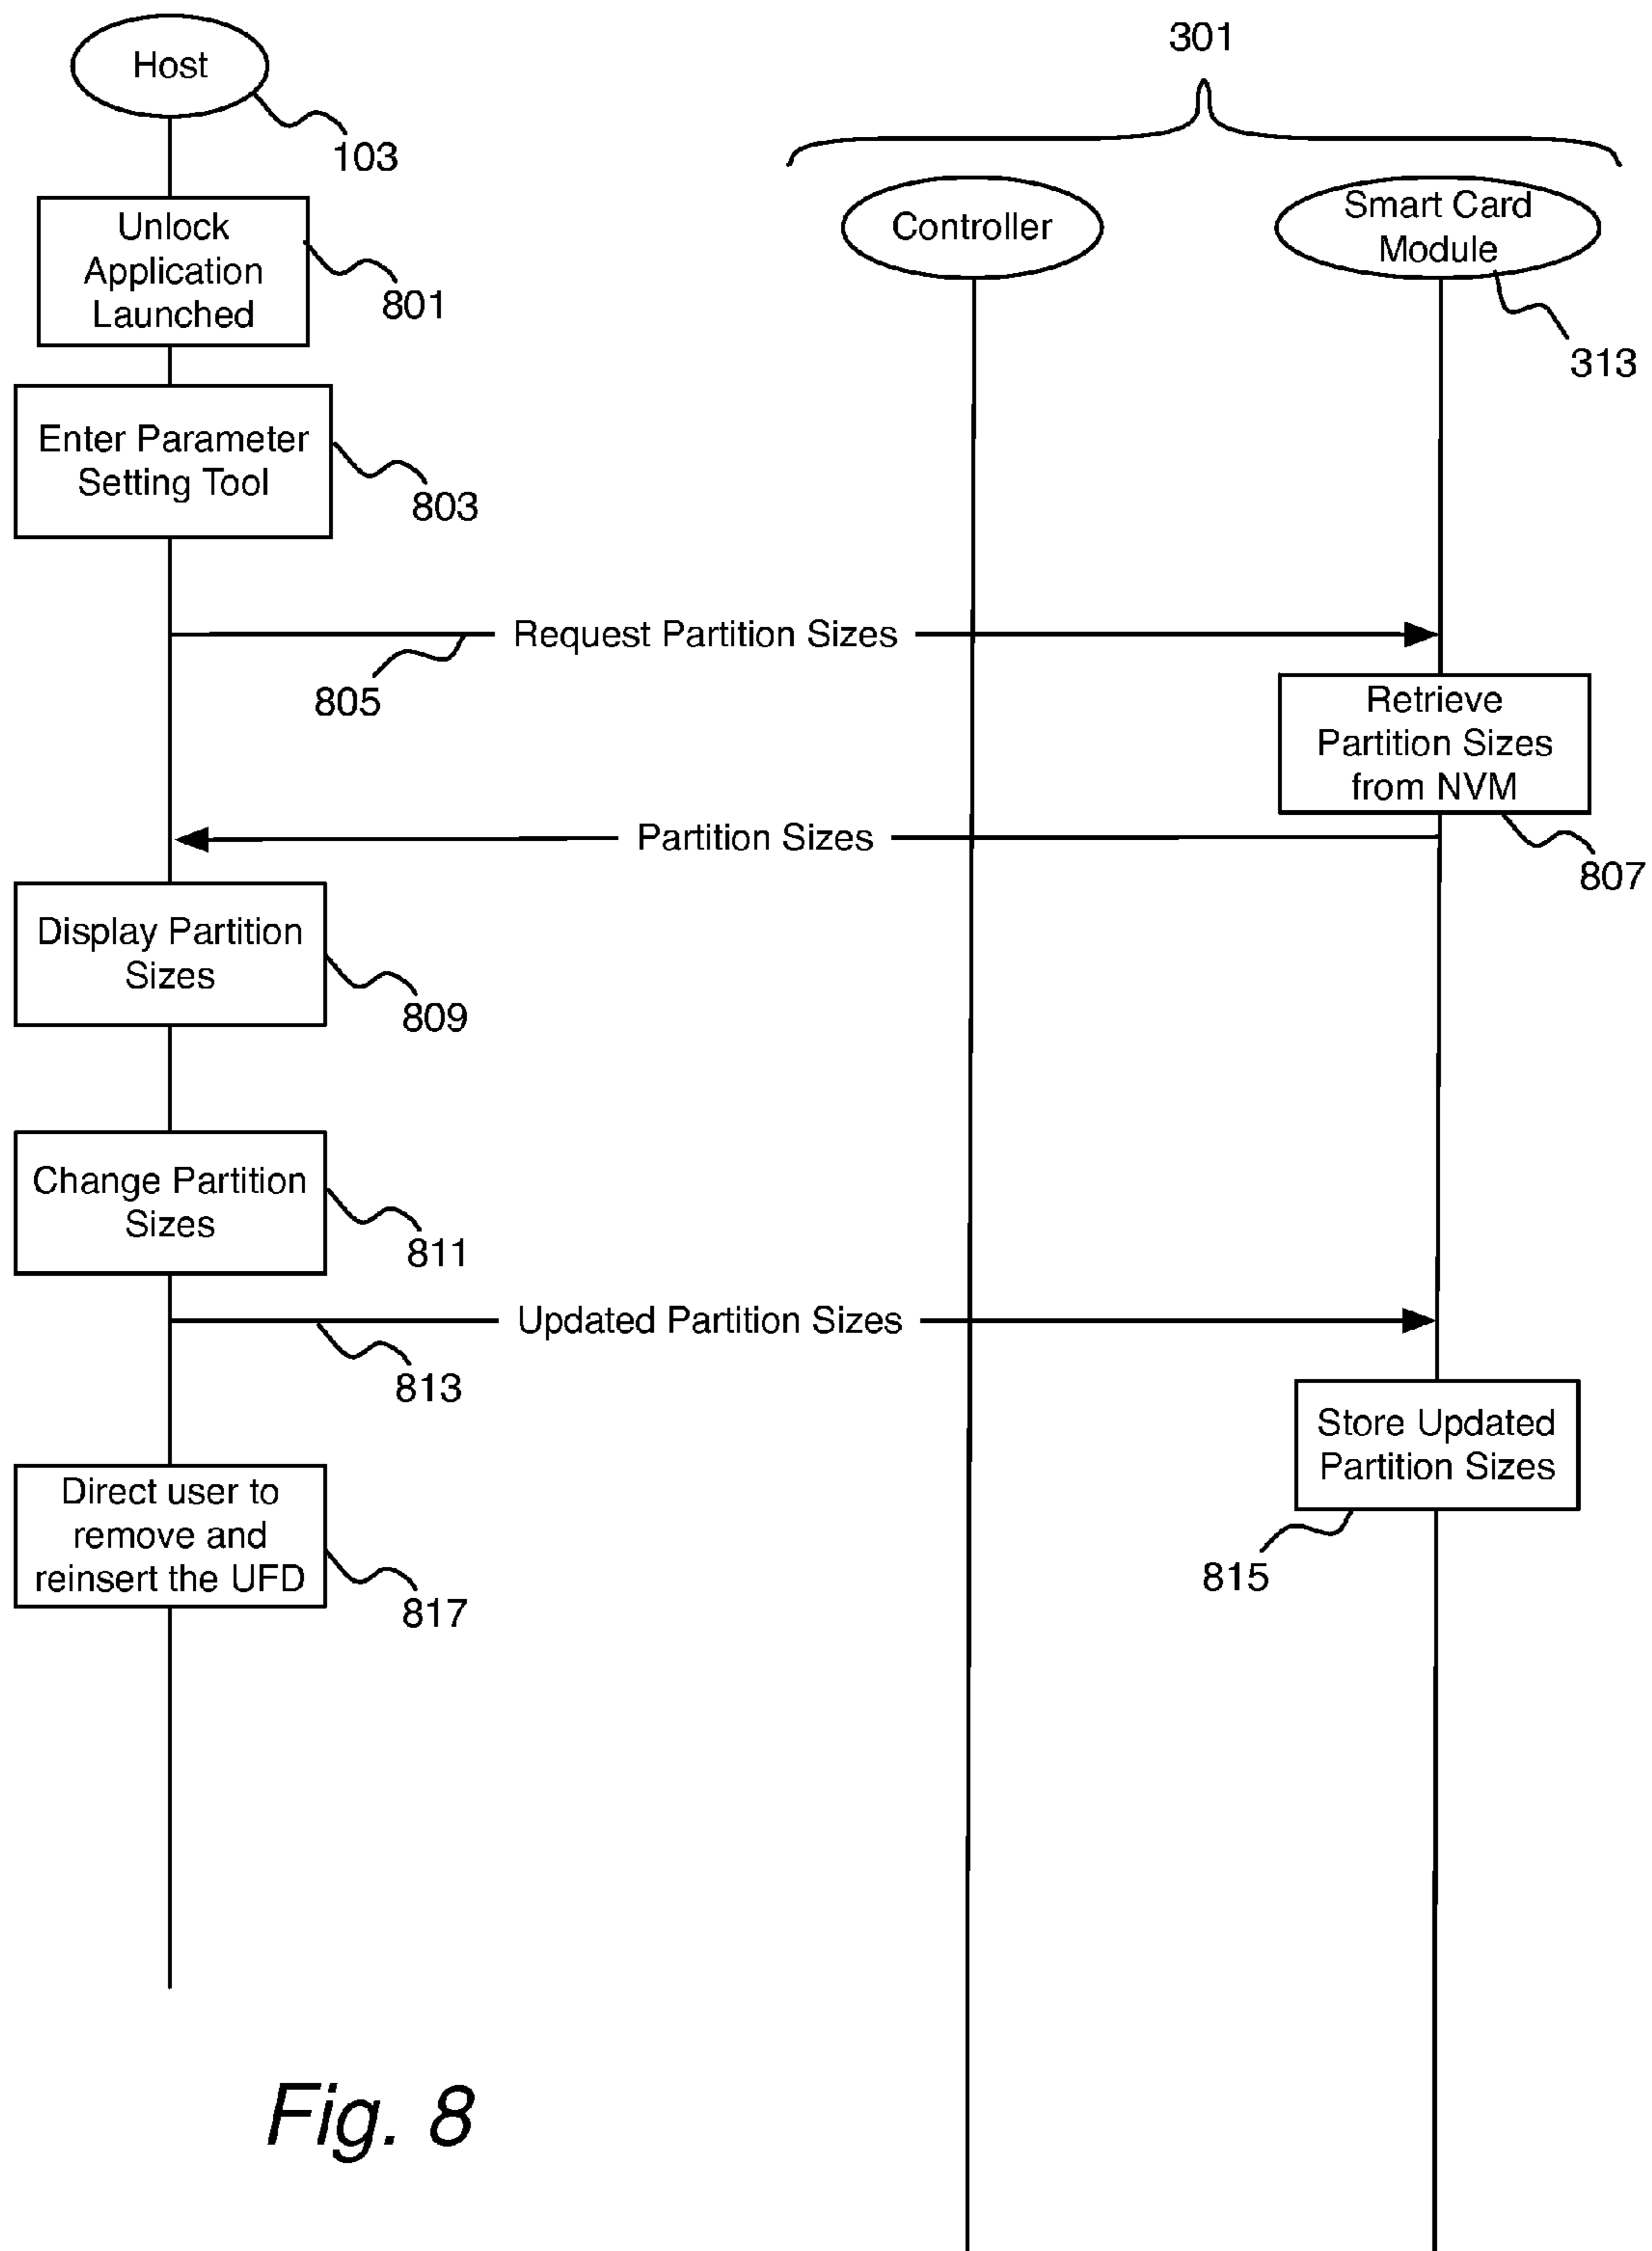 Host
103
301
Controller
Smart Card
Module
313
Unlock
Application
Launched
801
Enter Parameter
Setting Tool
803
Request Partition Sizes
805
Retrieve
Partition Sizes
from NVM
807
Partition Sizes
Display Partition
Sizes
809
Change Partition
Sizes
811
Updated Partition Sizes
813
Store Updated
Partition Sizes
815
Direct user to
remove and
reinsert the UFD
817
Fig. 8